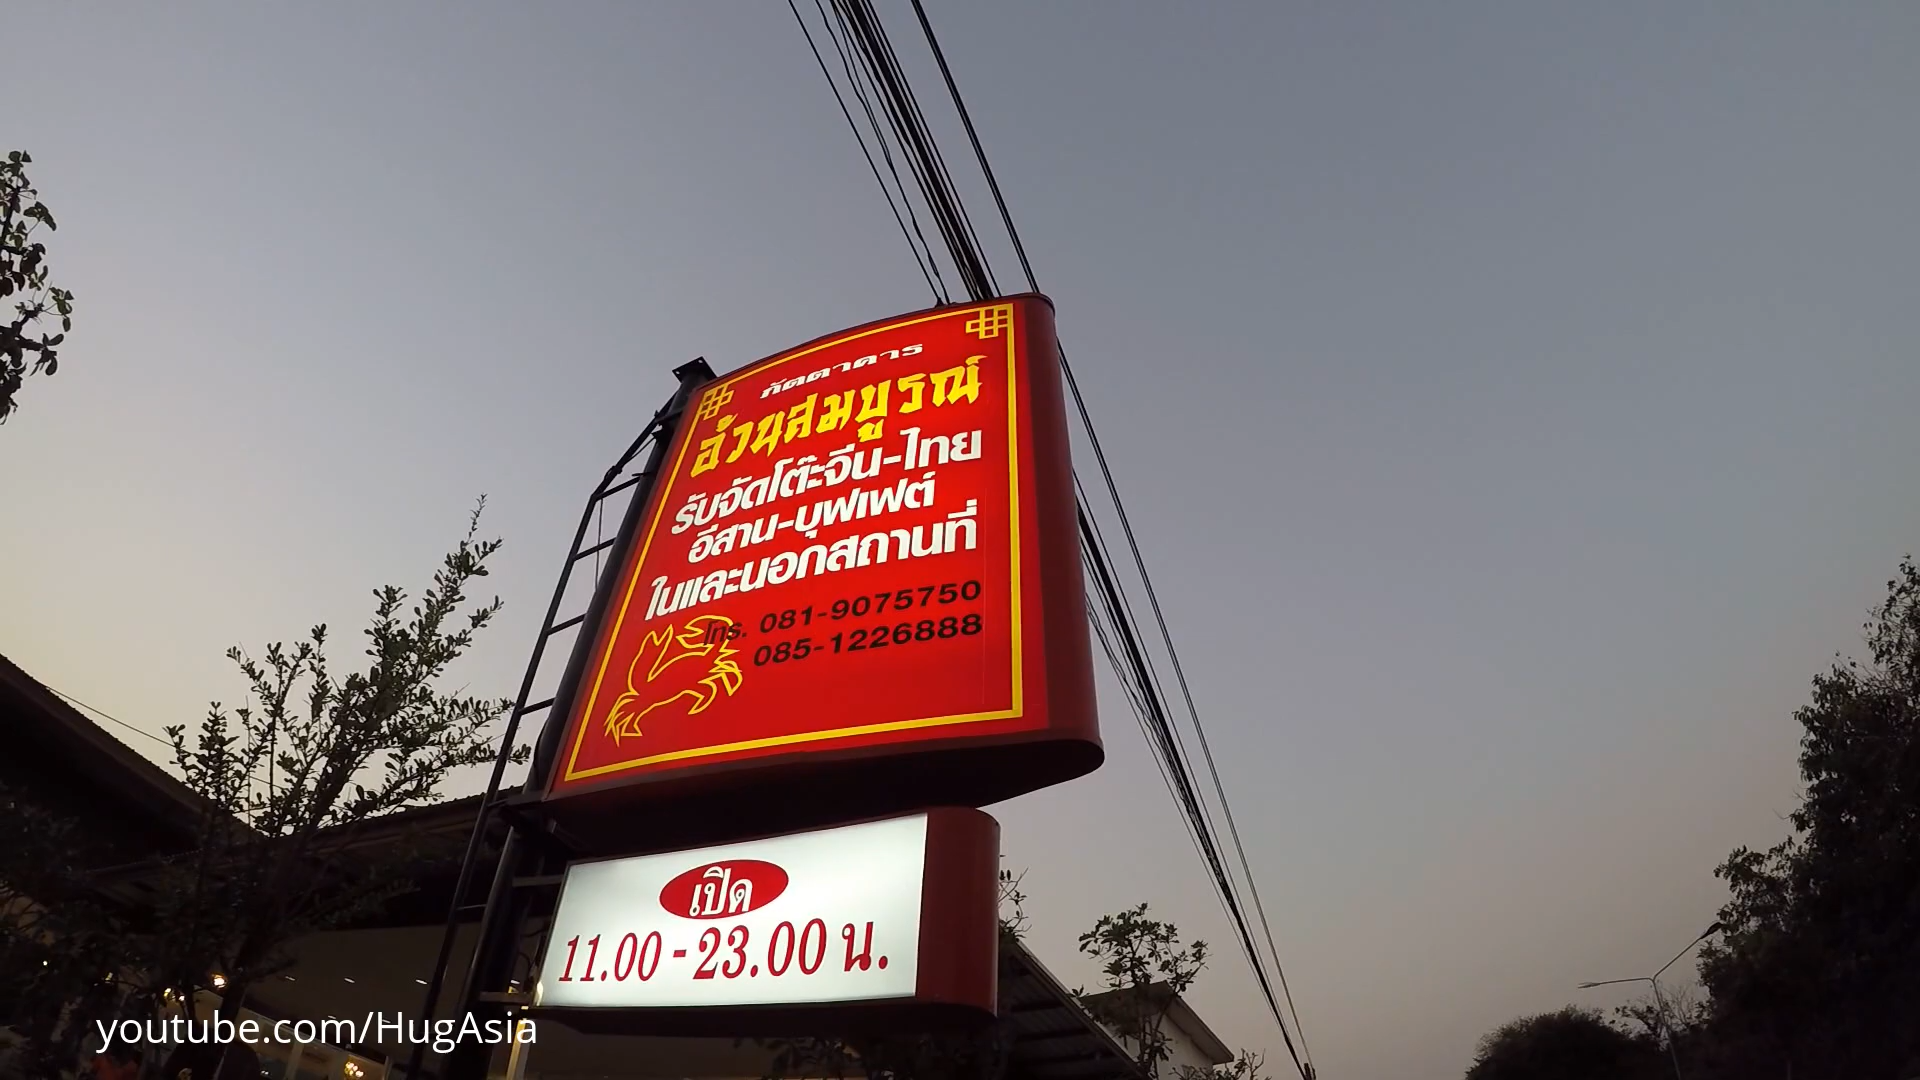 ภัตตาคาร
อ้วนสมบูรณ์
รับจัดโต๊ะจีน-ไทย
อีสาน-บุฟเฟต์
ในและนอกสถานที่
โทร. 081-9075750
085-1226888
เปิด
11.00 - 23.00 น.
youtube.com/HugAsia